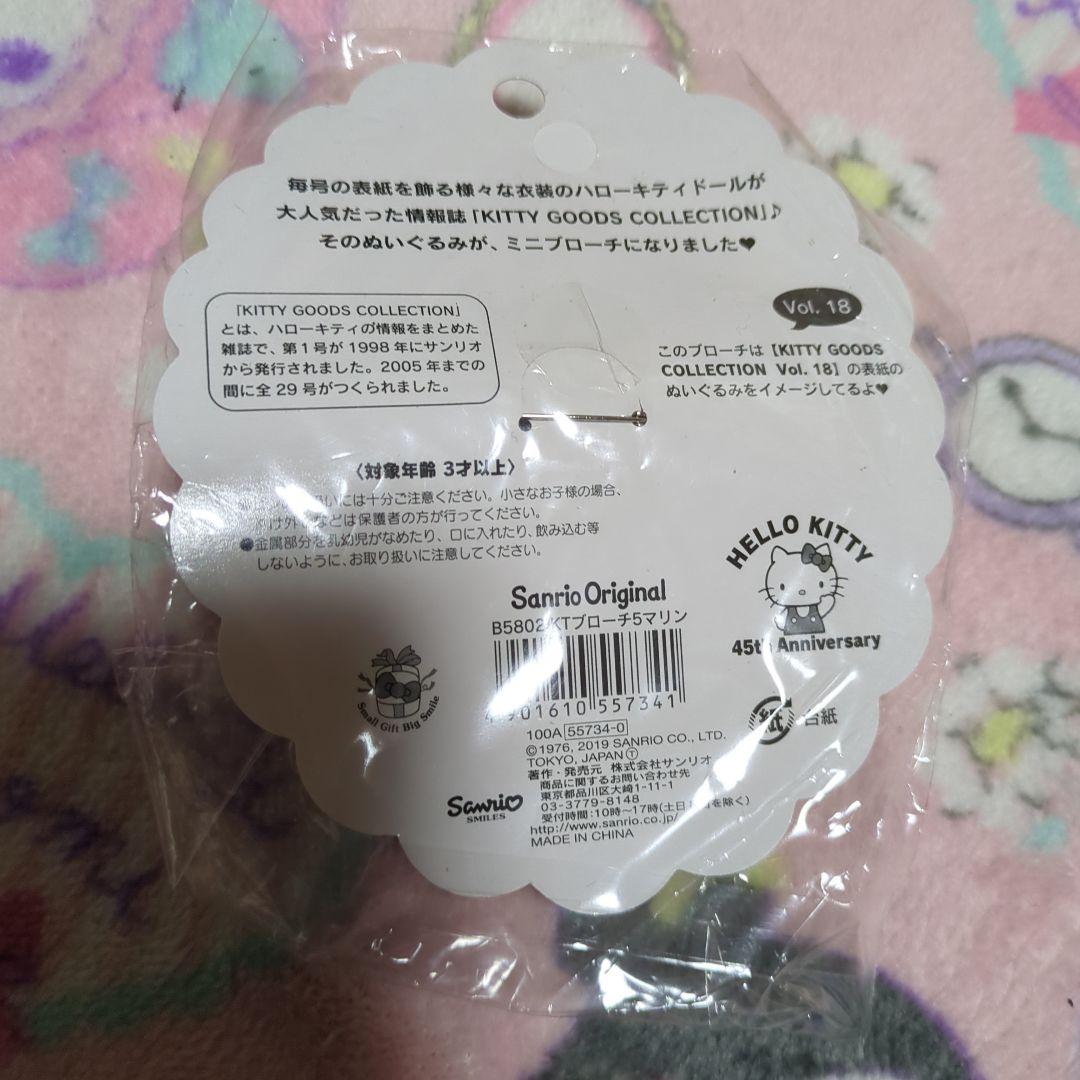 毎号の表紙を飾る様々な衣装のハローキティドールが
大人気だった情報誌「KITTY GOODS COLLECTION」♪
そのぬいぐるみが、ミニブローチになりました♥
「KITTY GOODS COLLECTION」
とは、ハローキティの情報をまとめた
雑誌で、第1号が1998年にサンリオ
から発行されました。2005年までの
間に全29号がつくられました。
Vol. 18
このブローチは【KITTY GOODS
COLLECTION Vol. 18】の表紙の
ぬいぐるみをイメージしてるよ♥
〈対象年齢 3才以上〉
には十分ご注意ください。小さなお子様の場合、
などは保護者の方が行ってください。
●金属部分を乳幼児がなめたり、口に入れたり、飲み込む等
しないように、お取り扱いに注意してください。
HELLO KITTY
45th Anniversary
Sanrio Original
B5802 KTブローチ5マリン
4901610 557341
100A 55734-0
©1976, 2019 SANRIO CO., LTD.
TOKYO, JAPAN Ⓣ
著作・発売元 株式会社サンリオ
商品に関するお問い合わせ先
東京都品川区大崎1-11-1
03-3779-8148
受付時間:10時〜17時(土日 を除く)
http://www.sanrio.co.jp/
MADE IN CHINA
Small Gift Big Smile
Sanrio
SMILES
紙 台紙